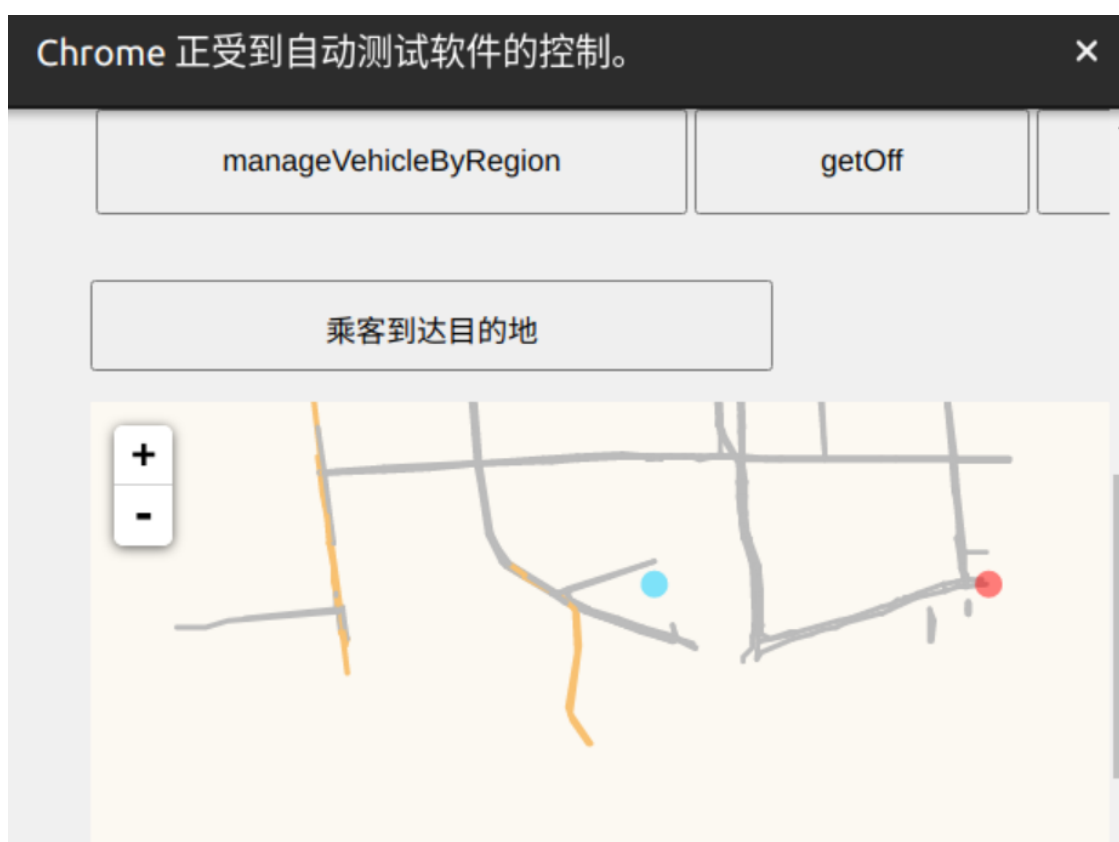 Chrome 正受到自动测试软件的控制。 ×
manageVehicleByRegion getOff
乘客到达目的地
+
-